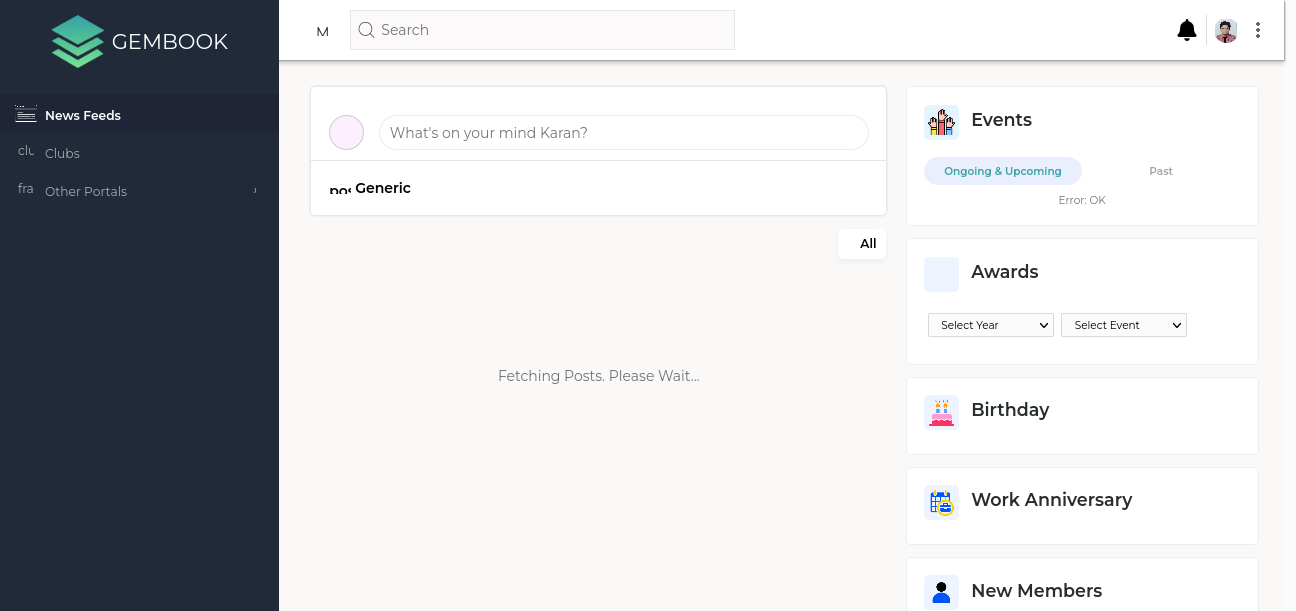 GEMBOOK
News Feeds
clu Clubs
fra Other Portals
M
Search
What's on your mind Karan?
pos Generic
All
Fetching Posts. Please Wait...
Events
Ongoing & Upcoming Past
Error: OK
Awards
Select Year Select Event
Birthday
Work Anniversary
New Members